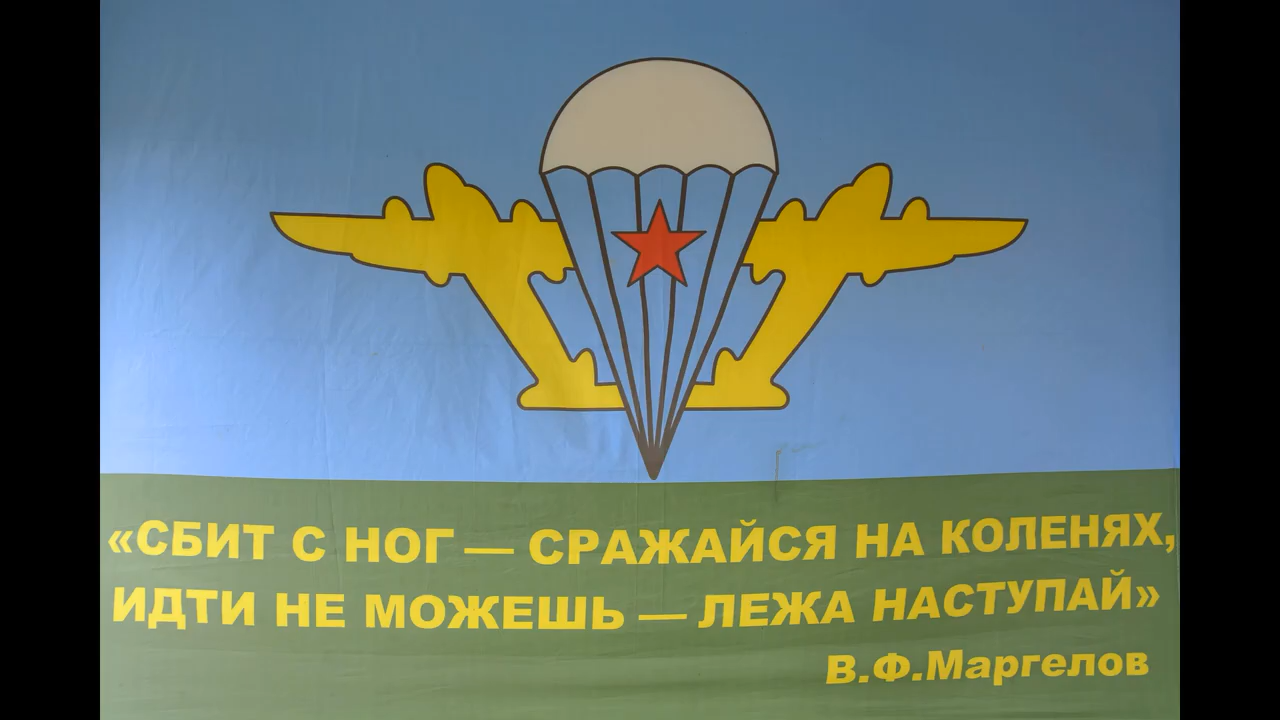 «СБИТ С НОГ — СРАЖАЙСЯ НА КОЛЕНЯХ,
ИДТИ НЕ МОЖЕШЬ — ЛЕЖА НАСТУПАЙ»
В.Ф.Маргелов